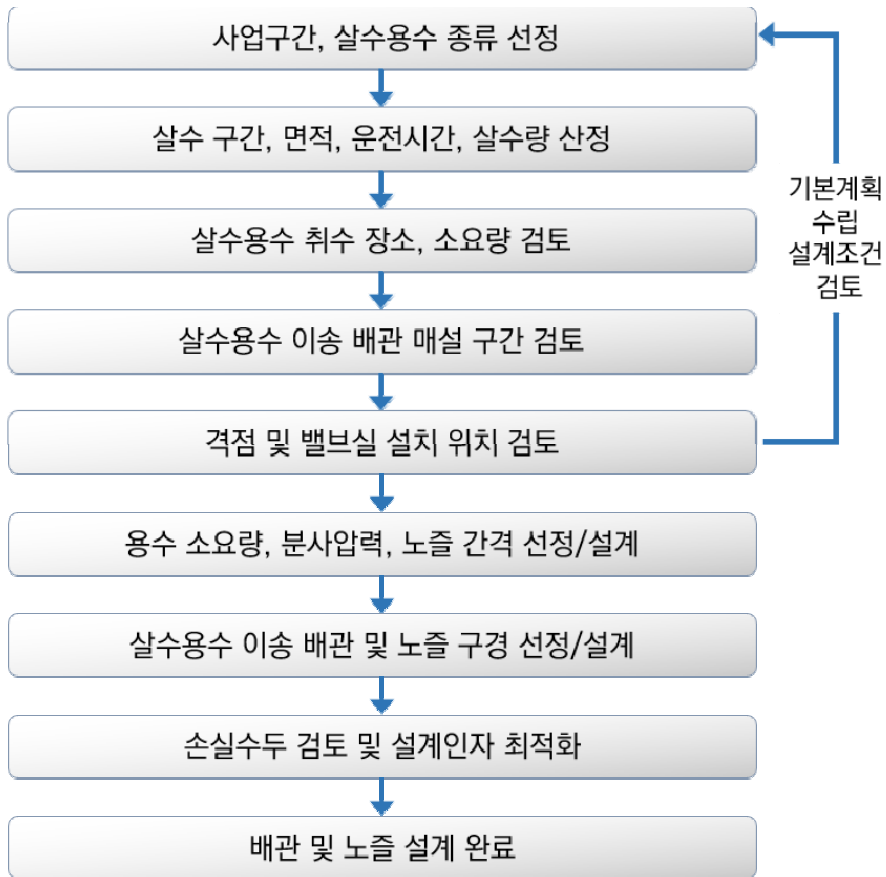 사업구간, 살수용수 종류 선정
살수 구간, 면적, 운전시간, 살수량 산정
살수용수 취수 장소, 소요량 검토
살수용수 이송 배관 매설 구간 검토
격점 및 밸브실 설치 위치 검토
용수 소요량, 분사압력, 노즐 간격 선정/설계
살수용수 이송 배관 및 노즐 구경 선정/설계
손실수두 검토 및 설계인자 최적화
배관 및 노즐 설계 완료
기본계획
수립
설계조건
검토